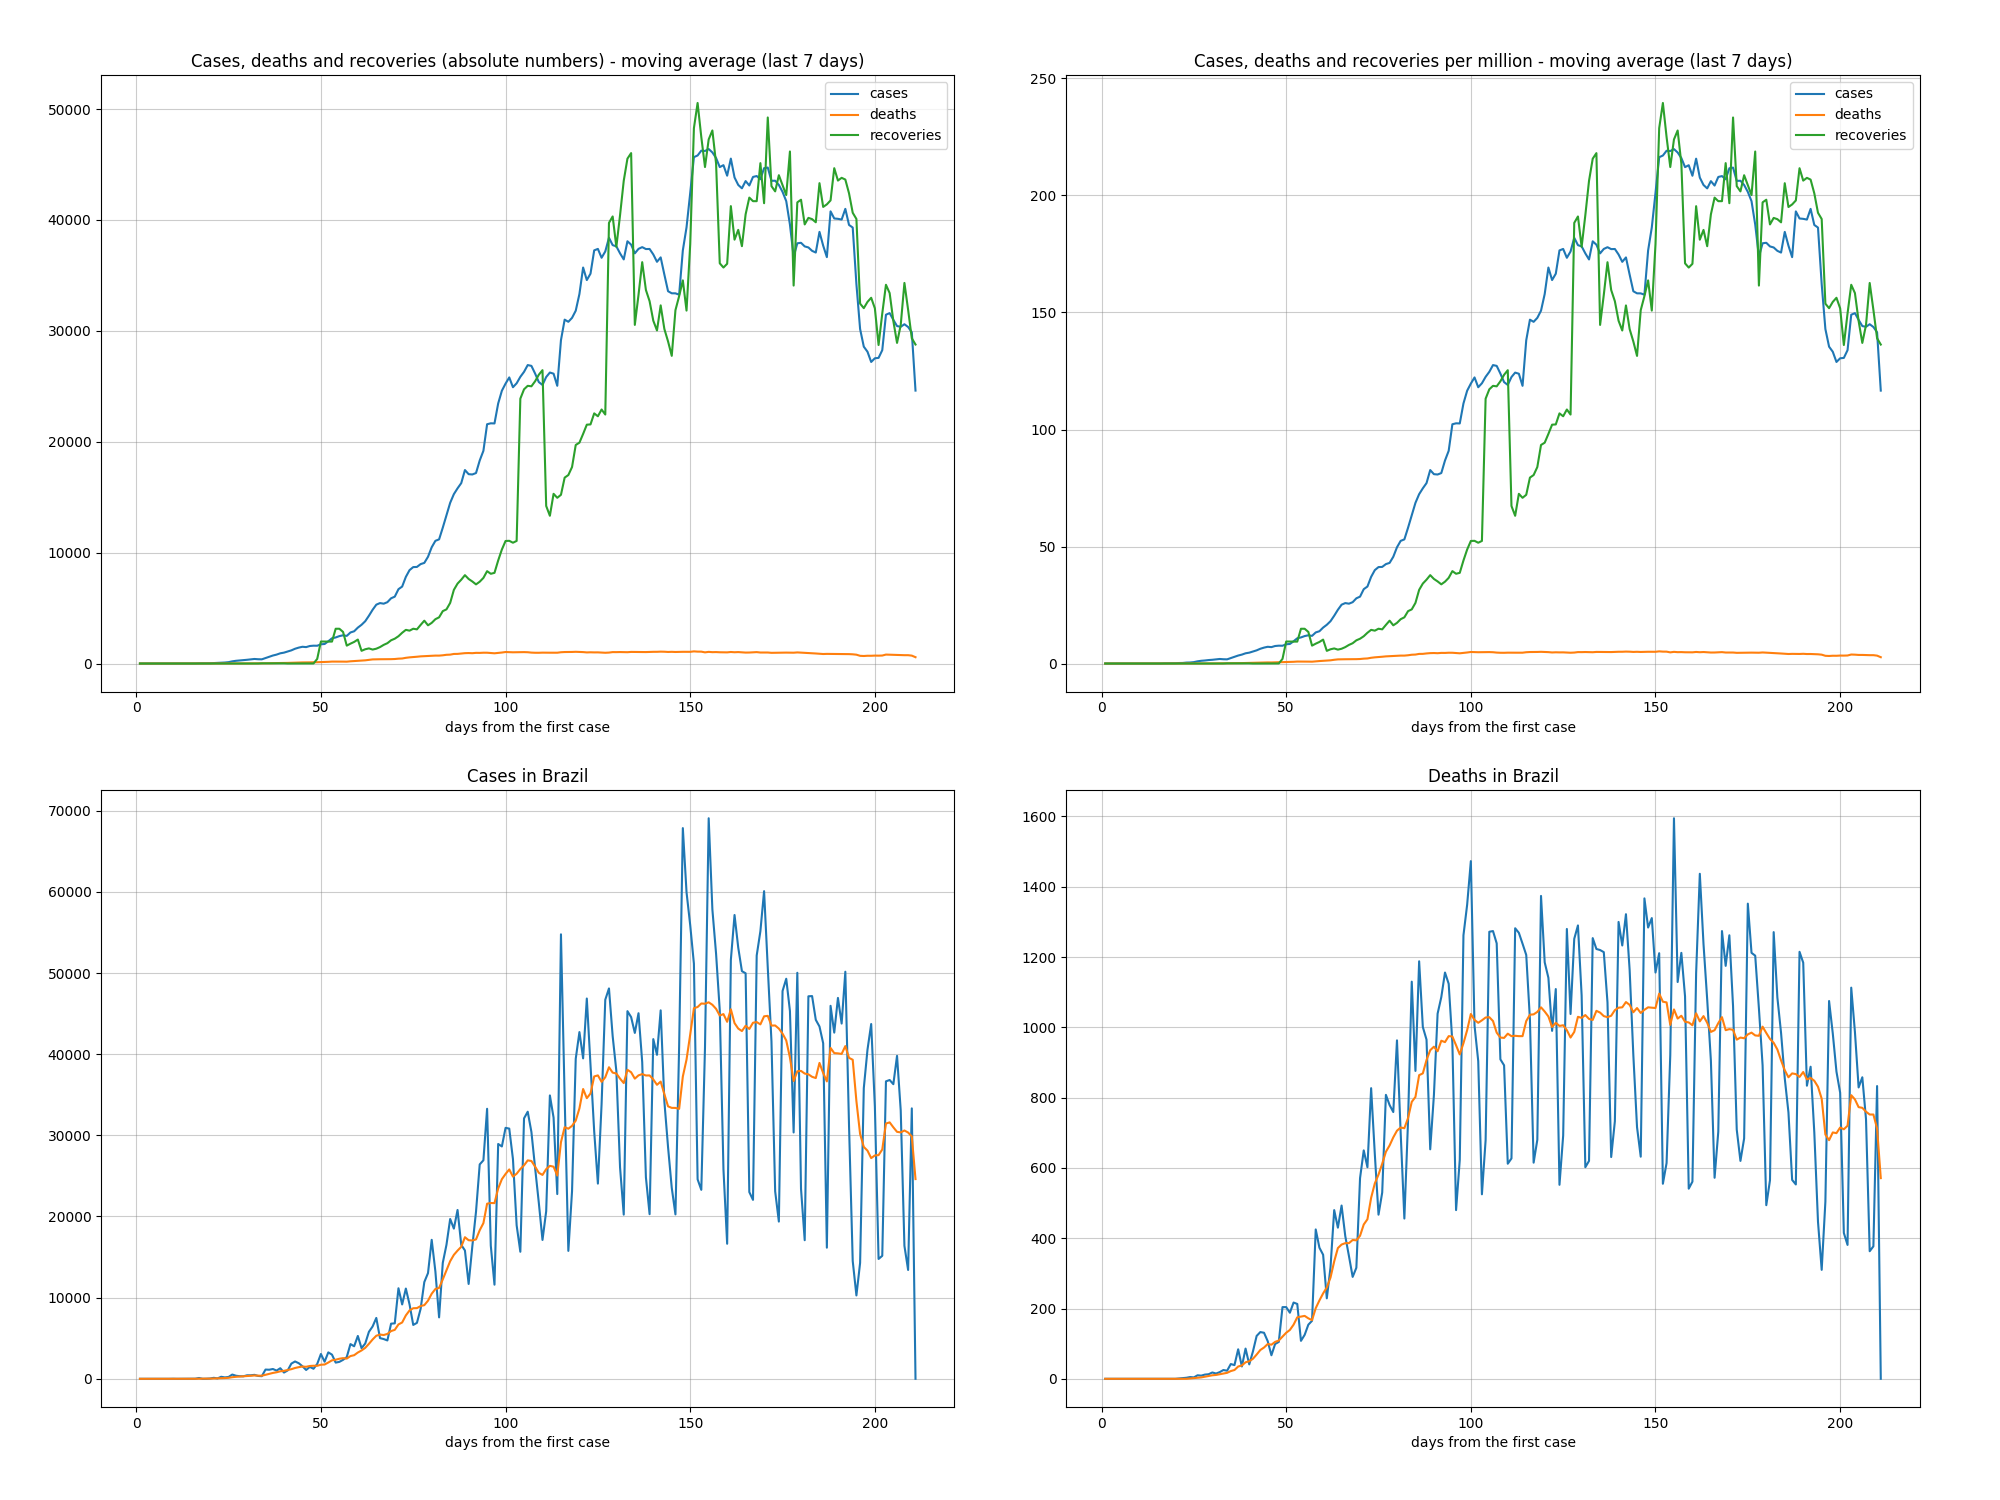 Cases, deaths and recoveries (absolute numbers) - moving average (last 7 days)
50000
40000
30000
20000
10000
0
cases
deaths
recoveries
0 50 100 150 200
days from the first case
Cases, deaths and recoveries per million - moving average (last 7 days)
250
200
150
100
50
0
cases
deaths
recoveries
0 50 100 150 200
days from the first case
Cases in Brazil
70000
60000
50000
40000
30000
20000
10000
0
0 50 100 150 200
days from the first case
Deaths in Brazil
1600
1400
1200
1000
800
600
400
200
0
0 50 100 150 200
days from the first case